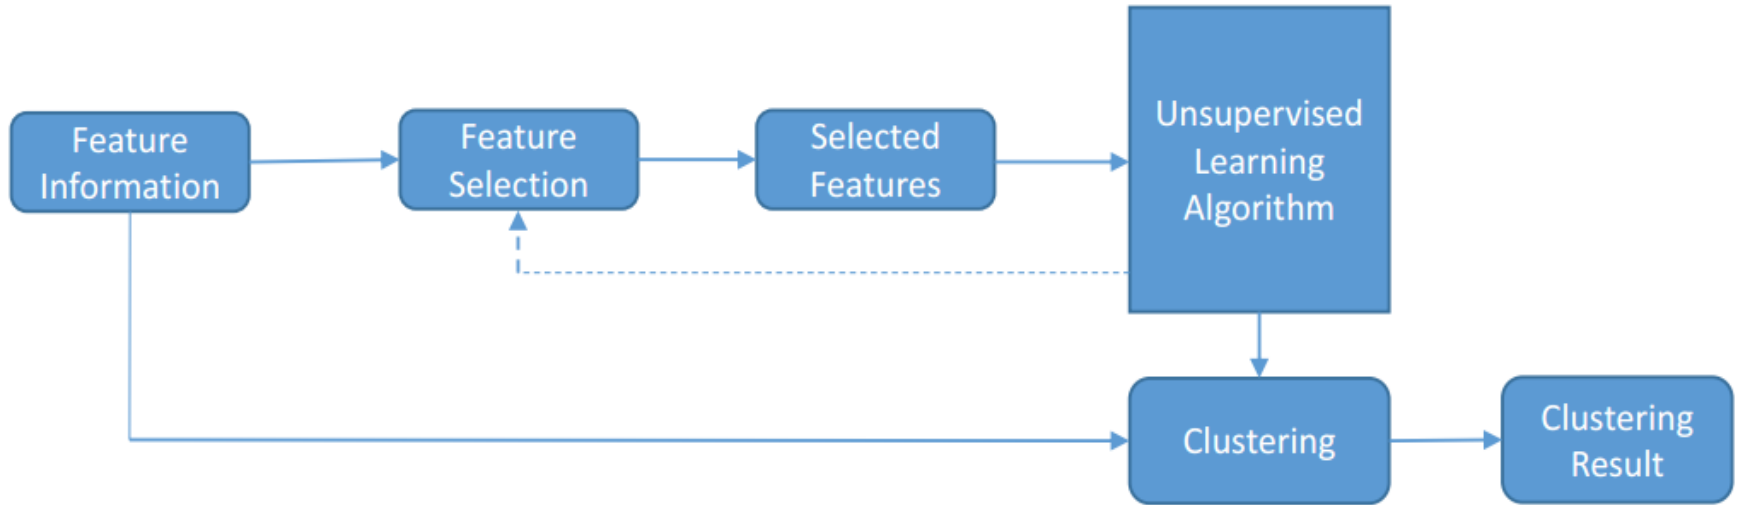 Feature
Information
Feature
Selection
Selected
Features
Unsupervised
Learning
Algorithm
Clustering
Clustering
Result